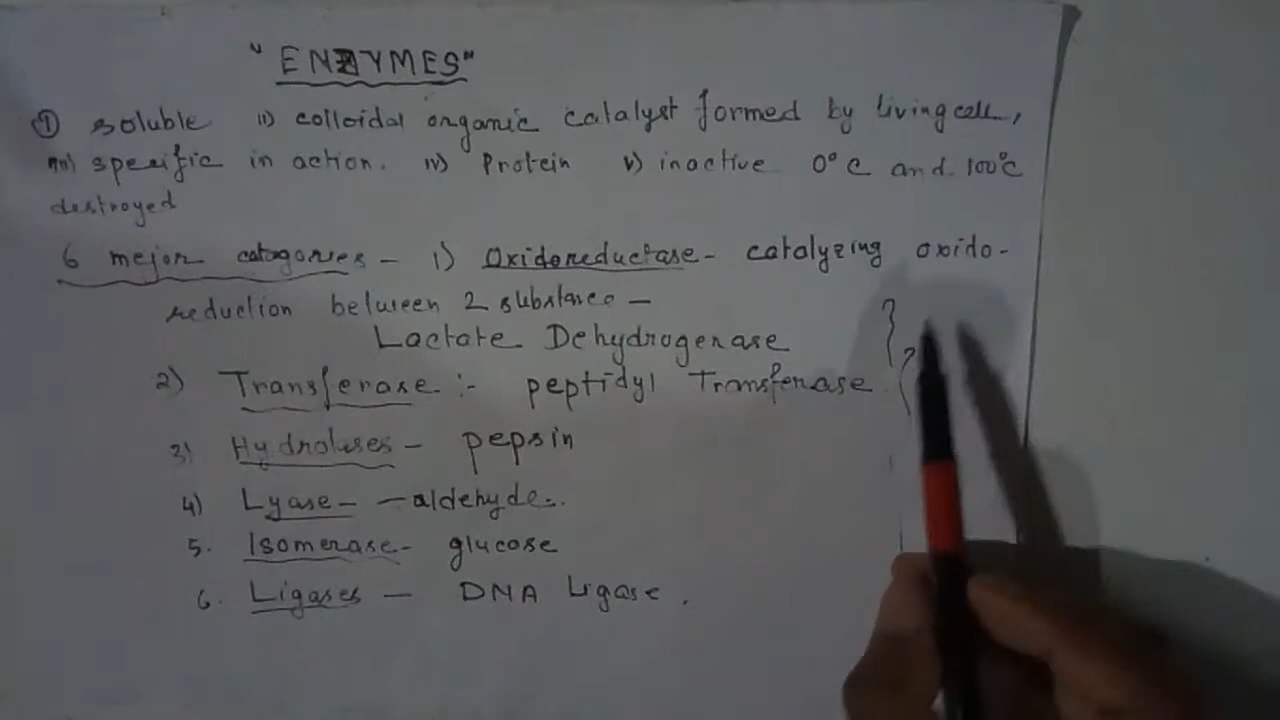 "ENZYMES"
① soluble ii) colloidal organic catalyst formed by living cell,
iii) specific in action. iv) Protein v) inactive 0°C and 100°C
destroyed
6 mejor catagories - 1) Oxidoreductase - catalyzing oxido-
reduction between 2 substance -
Lactate Dehydrogenase
2) Transferase :- peptidyl Transferase
3) Hydrolases - pepsin
4) Lyase - - aldehyde..
5. Isomerase - glucose
6. Ligases - DNA Ligase.